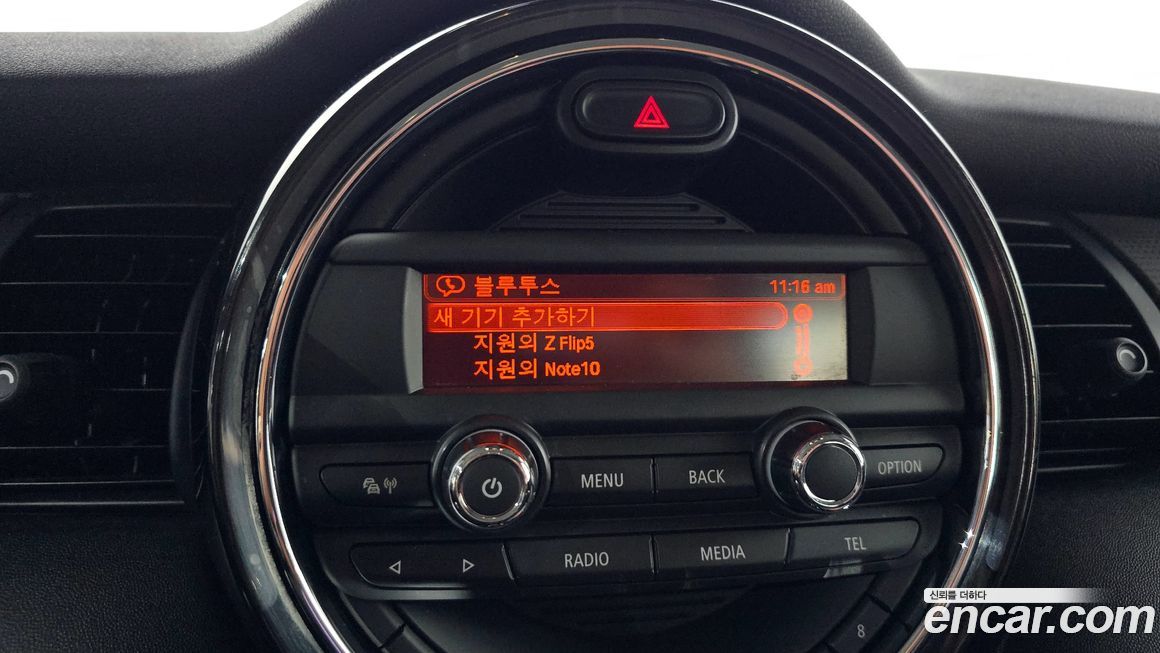 블루투스 11:16 am
새 기기 추가하기
지원의 Z Flip5
지원의 Note10
MENU BACK OPTION
RADIO MEDIA TEL
8
신뢰를 더하다
encar.com